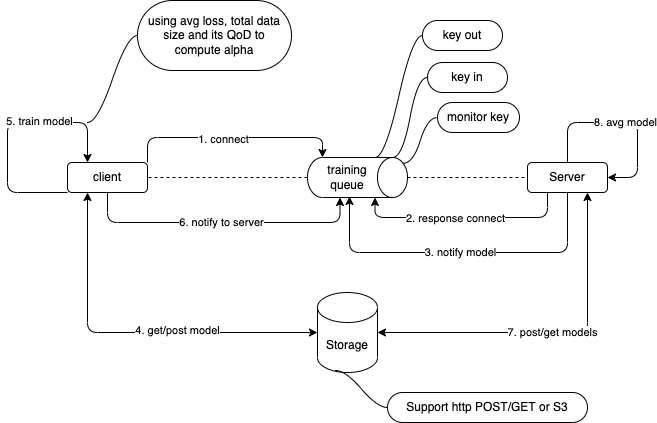 using avg loss, total data
size and its QoD to
compute alpha
key out
key in
monitor key
5. train model
8. avg model
1. connect
client
training
queue
Server
6. notify to server
2. response connect
3. notify model
4. get/post model
7. post/get models
Storage
Support http POST/GET or S3